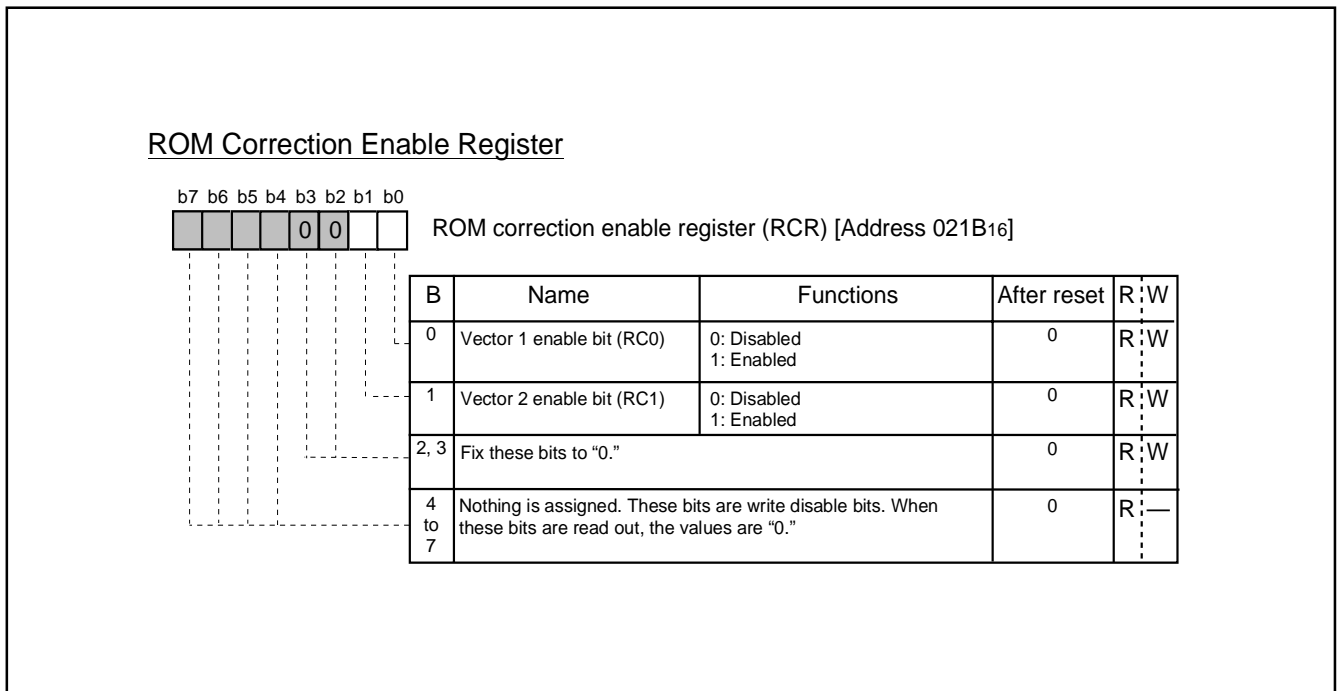 ROM Correction Enable Register
b7 b6 b5 b4 b3 b2 b1 b0
0 0
ROM correction enable register (RCR) [Address 021B16]
B Name Functions After reset R W
0 Vector 1 enable bit (RC0) 0: Disabled 0 R W
1: Enabled
1 Vector 2 enable bit (RC1) 0: Disabled 0 R W
1: Enabled
2, 3 Fix these bits to “0.” 0 R W
4 Nothing is assigned. These bits are write disable bits. When 0 R —
to these bits are read out, the values are “0.”
7